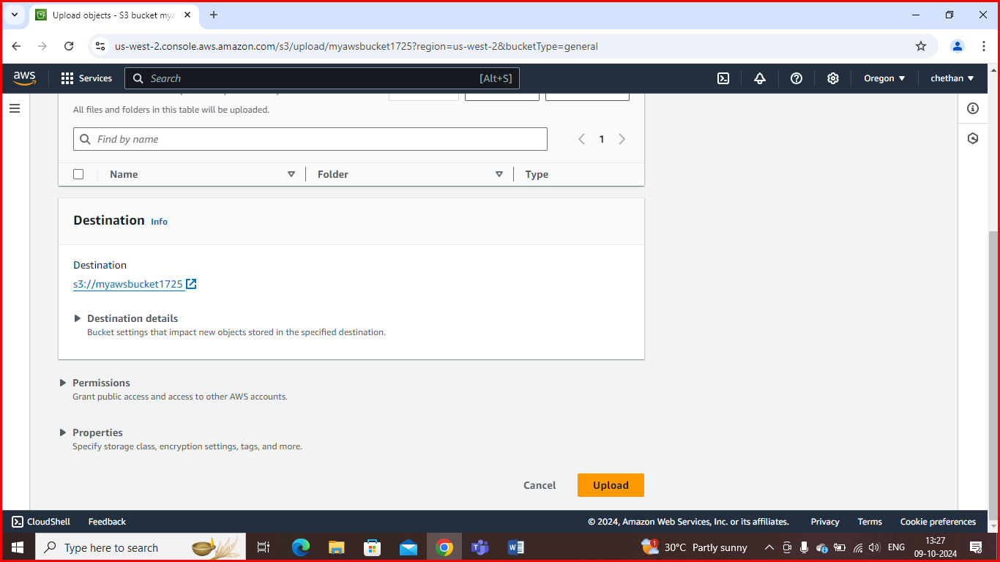 Upload objects - S3 bucket mya
us-west-2.console.aws.amazon.com/s3/upload/myawsbucket1725?region=us-west-2&bucketType=general
aws Services Search [Alt+S] Oregon chethan
All files and folders in this table will be uploaded.
Find by name 1
Name Folder Type
Destination Info
Destination
s3://myawsbucket1725
Destination details
Bucket settings that impact new objects stored in the specified destination.
Permissions
Grant public access and access to other AWS accounts.
Properties
Specify storage class, encryption settings, tags, and more.
Cancel Upload
CloudShell Feedback © 2024, Amazon Web Services, Inc. or its affiliates. Privacy Terms Cookie preferences
Type here to search 1 30°C Partly sunny ENG 13:27
09-10-2024